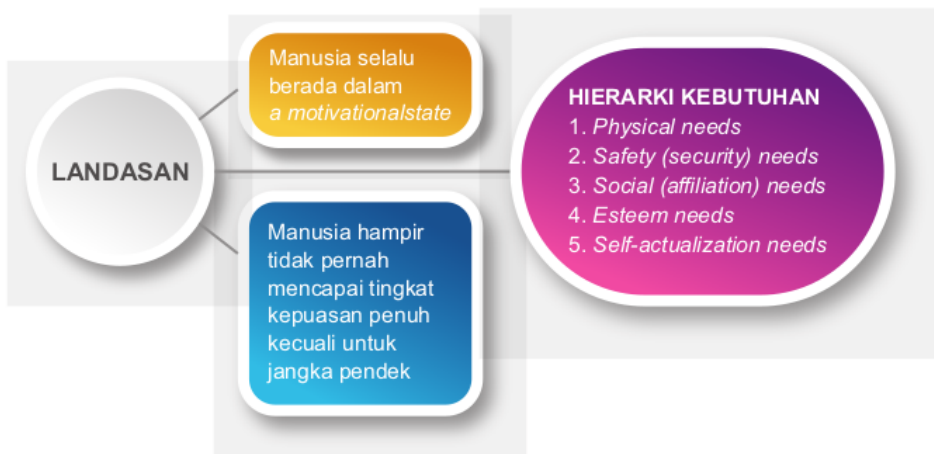 LANDASAN
Manusia selalu
berada dalam
a motivationalstate
Manusia hampir
tidak pernah
mencapai tingkat
kepuasan penuh
kecuali untuk
jangka pendek
HIERARKI KEBUTUHAN
1. Physical needs
2. Safety (security) needs
3. Social (affiliation) needs
4. Esteem needs
5. Self-actualization needs